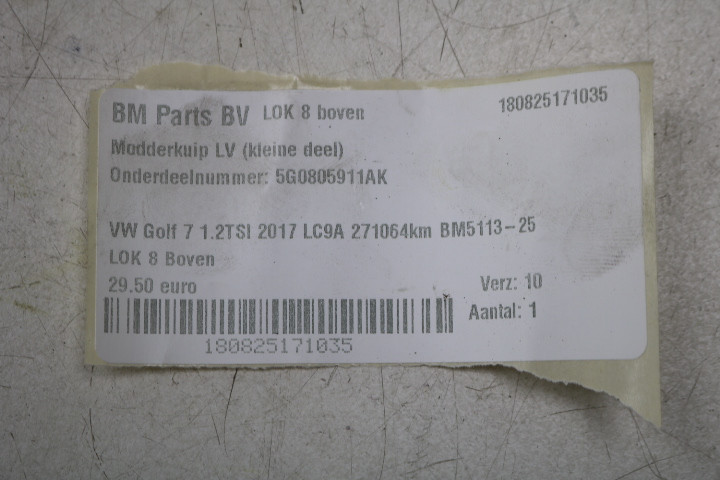 BM Parts BV LOK 8 boven 180825171035
Modderkuip LV (kleine deel)
Onderdeelnummer: 5G0805911AK
VW Golf 7 1.2TSI 2017 LC9A 271064km BM5113-25
LOK 8 Boven
29.50 euro Verz: 10
Aantal: 1
180825171035